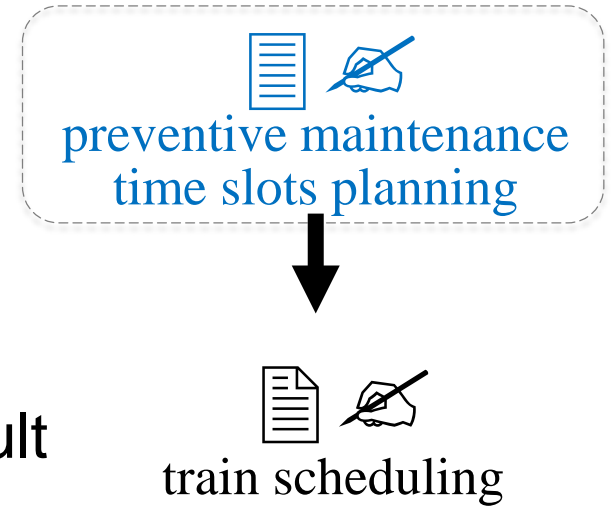 preventive maintenance
time slots planning
ult
train scheduling